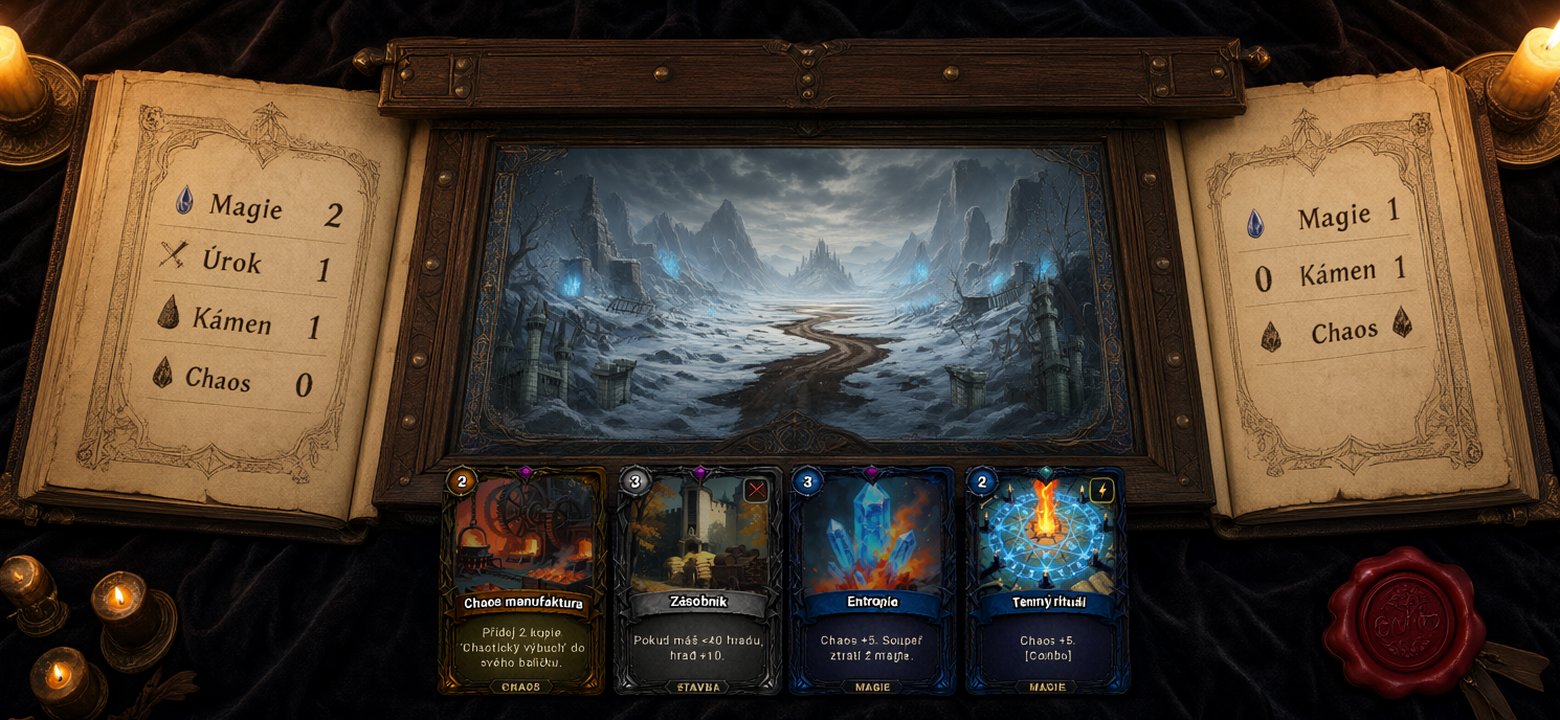 Magie 2
Úrok 1
Kámen 1
Chaos 0
Magie 1
0 Kámen 1
Chaos
2
Chaos manufaktura
Přidej 2 kopie
'Chaotický výbuch' do
svého balíčku.
CHAOS
3
Zásobník
Pokud máš <40 hradu,
hrad +10.
STAVBA
3
Entropie
Chaos +5. Soupeř
ztratí 2 magie.
MAGIE
2
Temný rituál
Chaos +5.
[Combo]
MAGIE